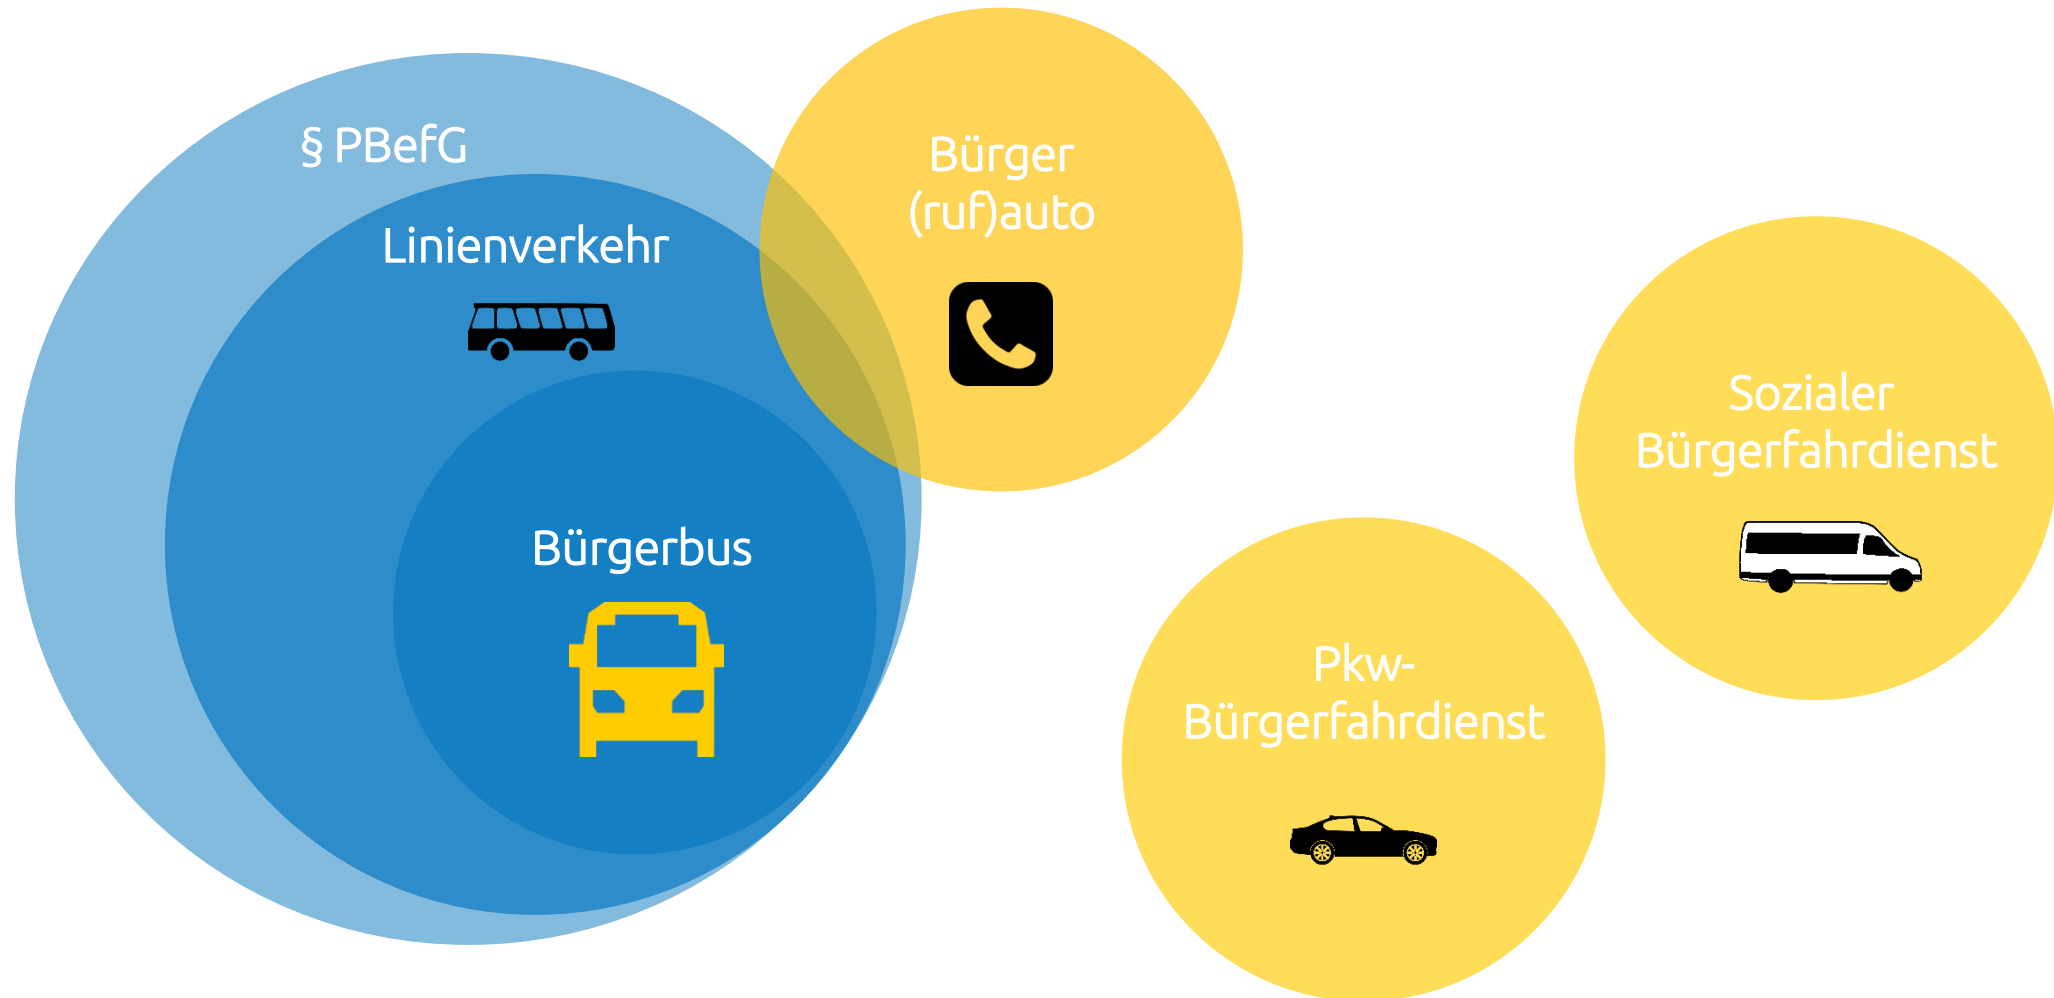 § PBefG
Linienverkehr
Bürgerbus
Bürger
(ruf)auto
Pkw-
Bürgerfahrdienst
Sozialer
Bürgerfahrdienst